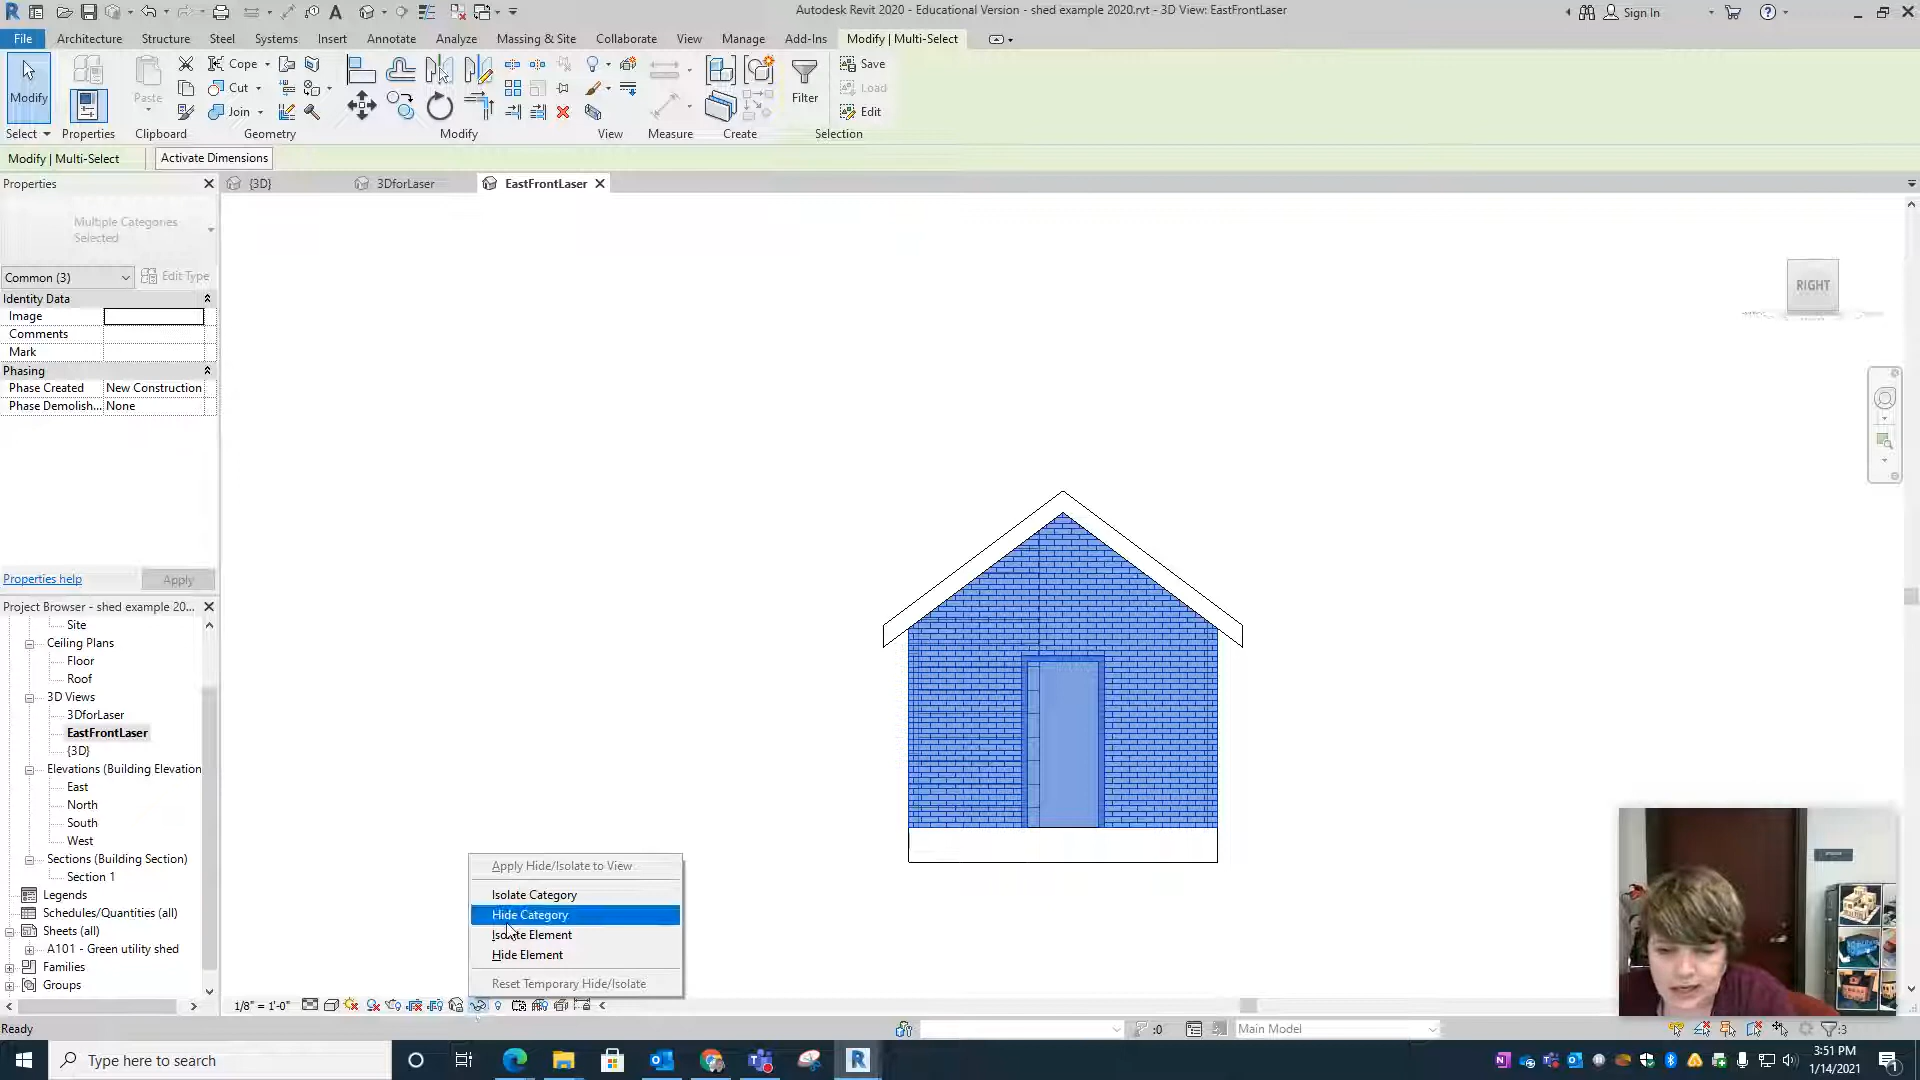 Autodesk Revit 2020 - Educational Version - shed example 2020.rvt - 3D View: EastFrontLaser
Sign In
File Architecture Structure Steel Systems Insert Annotate Analyze Massing & Site Collaborate View Manage Add-Ins Modify | Multi-Select
Modify
Paste
Cope
Cut
Join
Filter
Save
Load
Edit
Select Properties Clipboard Geometry Modify View Measure Create Selection
Modify | Multi-Select Activate Dimensions
Properties
{3D} 3DforLaser EastFrontLaser
Multiple Categories
Selected
Common (3) Edit Type
Identity Data
Image
Comments
Mark
Phasing
Phase Created New Construction
Phase Demolish... None
RIGHT
Properties help Apply
Project Browser - shed example 20...
Site
Ceiling Plans
Floor
Roof
3D Views
3DforLaser
EastFrontLaser
{3D}
Elevations (Building Elevation
East
North
South
West
Sections (Building Section)
Section 1
Legends
Schedules/Quantities (all)
Sheets (all)
A101 - Green utility shed
Families
Groups
Apply Hide/Isolate to View
Isolate Category
Hide Category
Isolate Element
Hide Element
Reset Temporary Hide/Isolate
1/8" = 1'-0"
Ready
:0
Main Model
:3
Type here to search
3:51 PM
1/14/2021